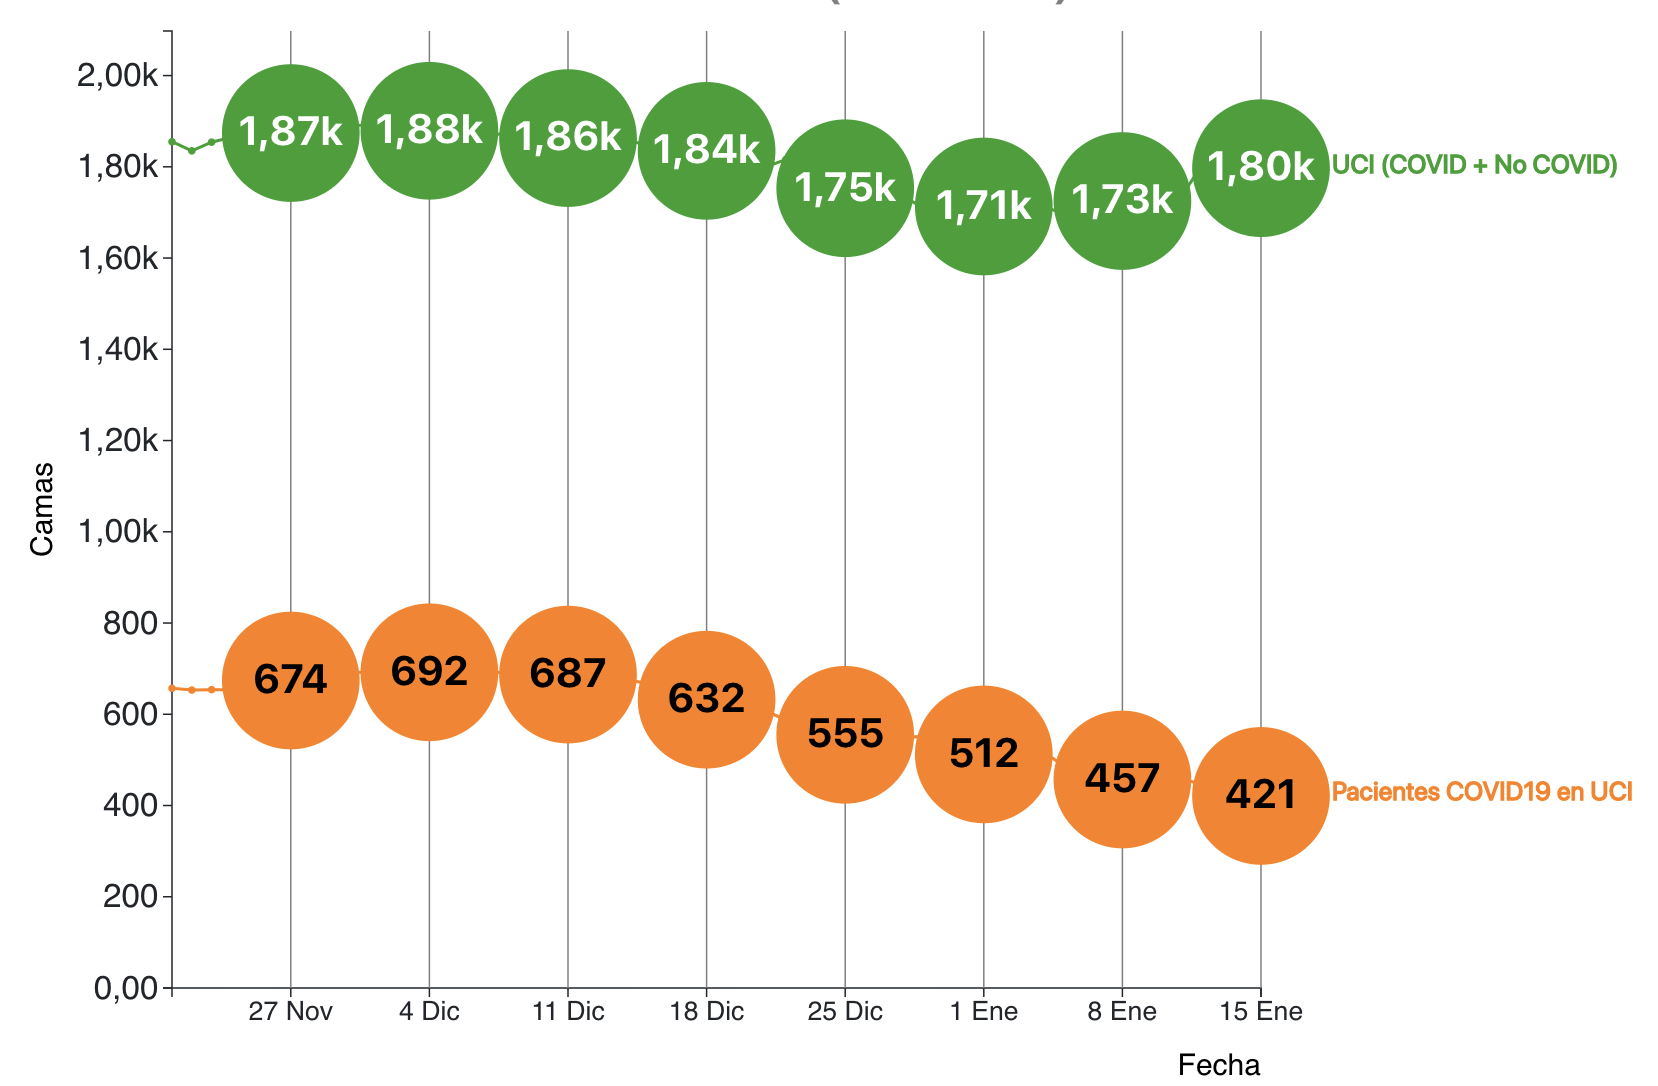 2,00k
1,80k
1,60k
1,40k
1,20k
1,00k
800
600
400
200
0,00
Camas
1,87k 1,88k 1,86k 1,84k 1,75k 1,71k 1,73k 1,80k
UCI (COVID + No COVID)
674 692 687 632 555 512 457 421
Pacientes COVID19 en UCI
27 Nov 4 Dic 11 Dic 18 Dic 25 Dic 1 Ene 8 Ene 15 Ene
Fecha